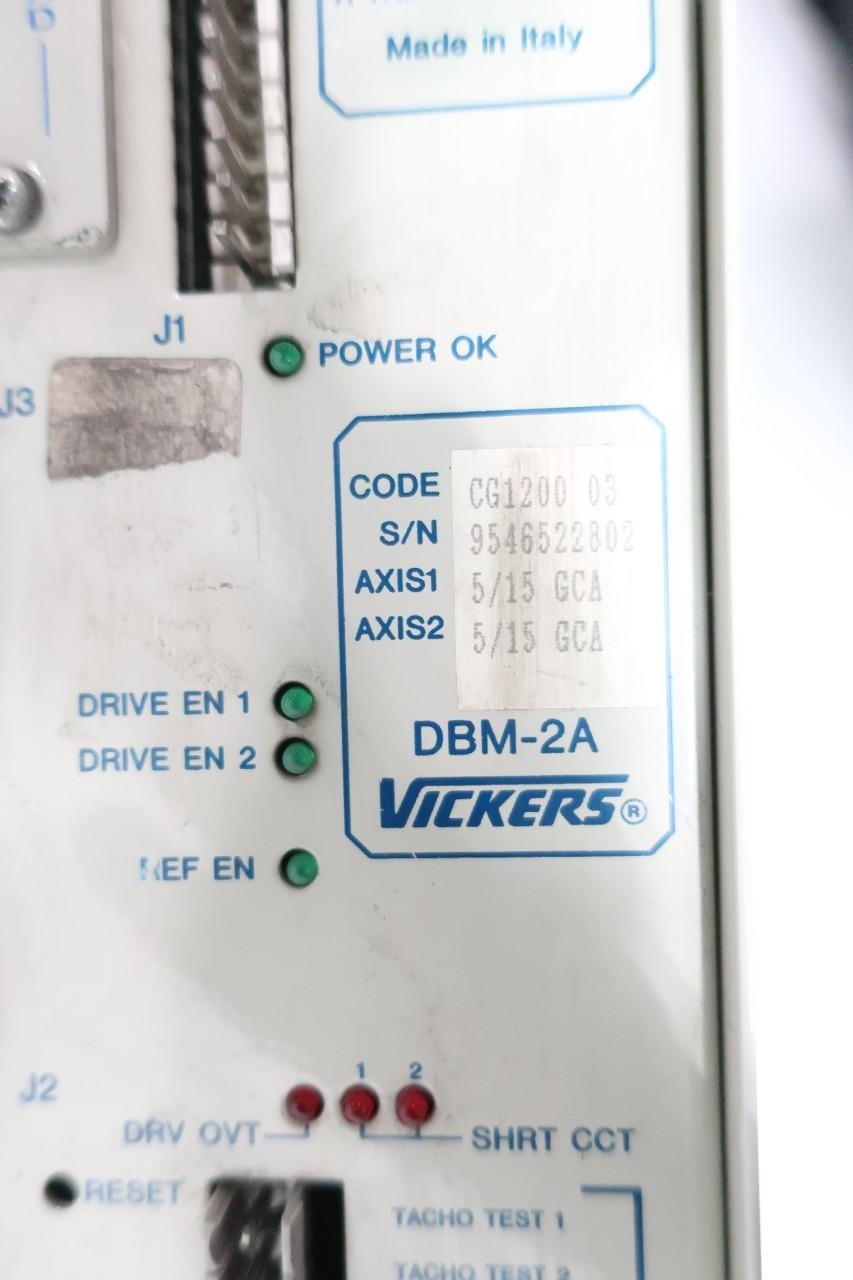 Made in Italy
J1
POWER OK
J3
CODE CG1200 03
S/N 9546522802
AXIS1 5/15 GCA
AXIS2 5/15 GCA
DRIVE EN 1
DRIVE EN 2
DBM-2A
VICKERS®
REF EN
1 2
J2
DRV OVT
SHRT CCT
RESET
TACHO TEST 1
TACHO TEST 2